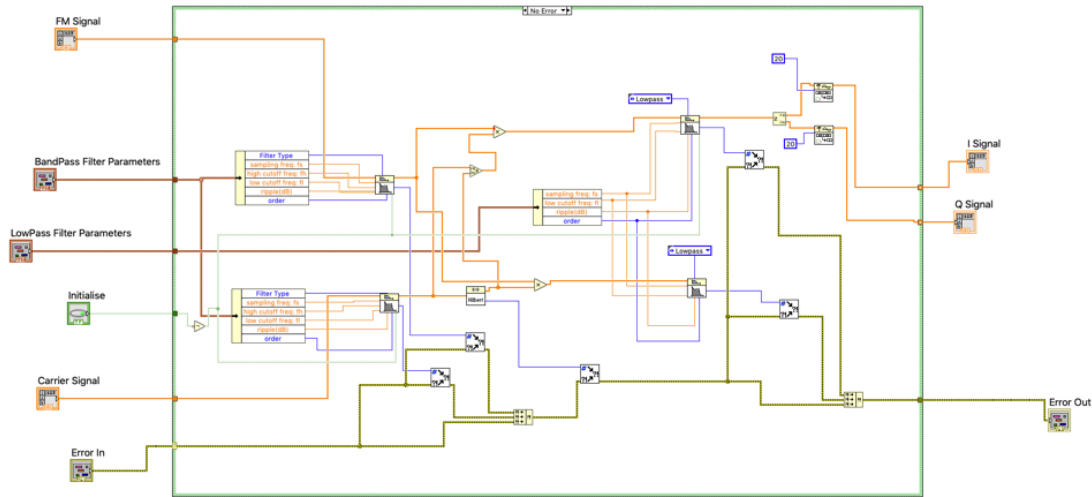 No Error
FM Signal
20
Lowpass
BandPass Filter Parameters
Filter Type
sampling freq: fs
high cutoff freq: fh
low cutoff freq: fl
ripple(dB)
order
20
I Signal
sampling freq: fs
low cutoff freq: fl
ripple(dB)
order
Q Signal
LowPass Filter Parameters
Lowpass
Initialise
Filter Type
sampling freq: fs
high cutoff freq: fh
low cutoff freq: fl
ripple(dB)
order
Hilbert
Carrier Signal
Error Out
Error In